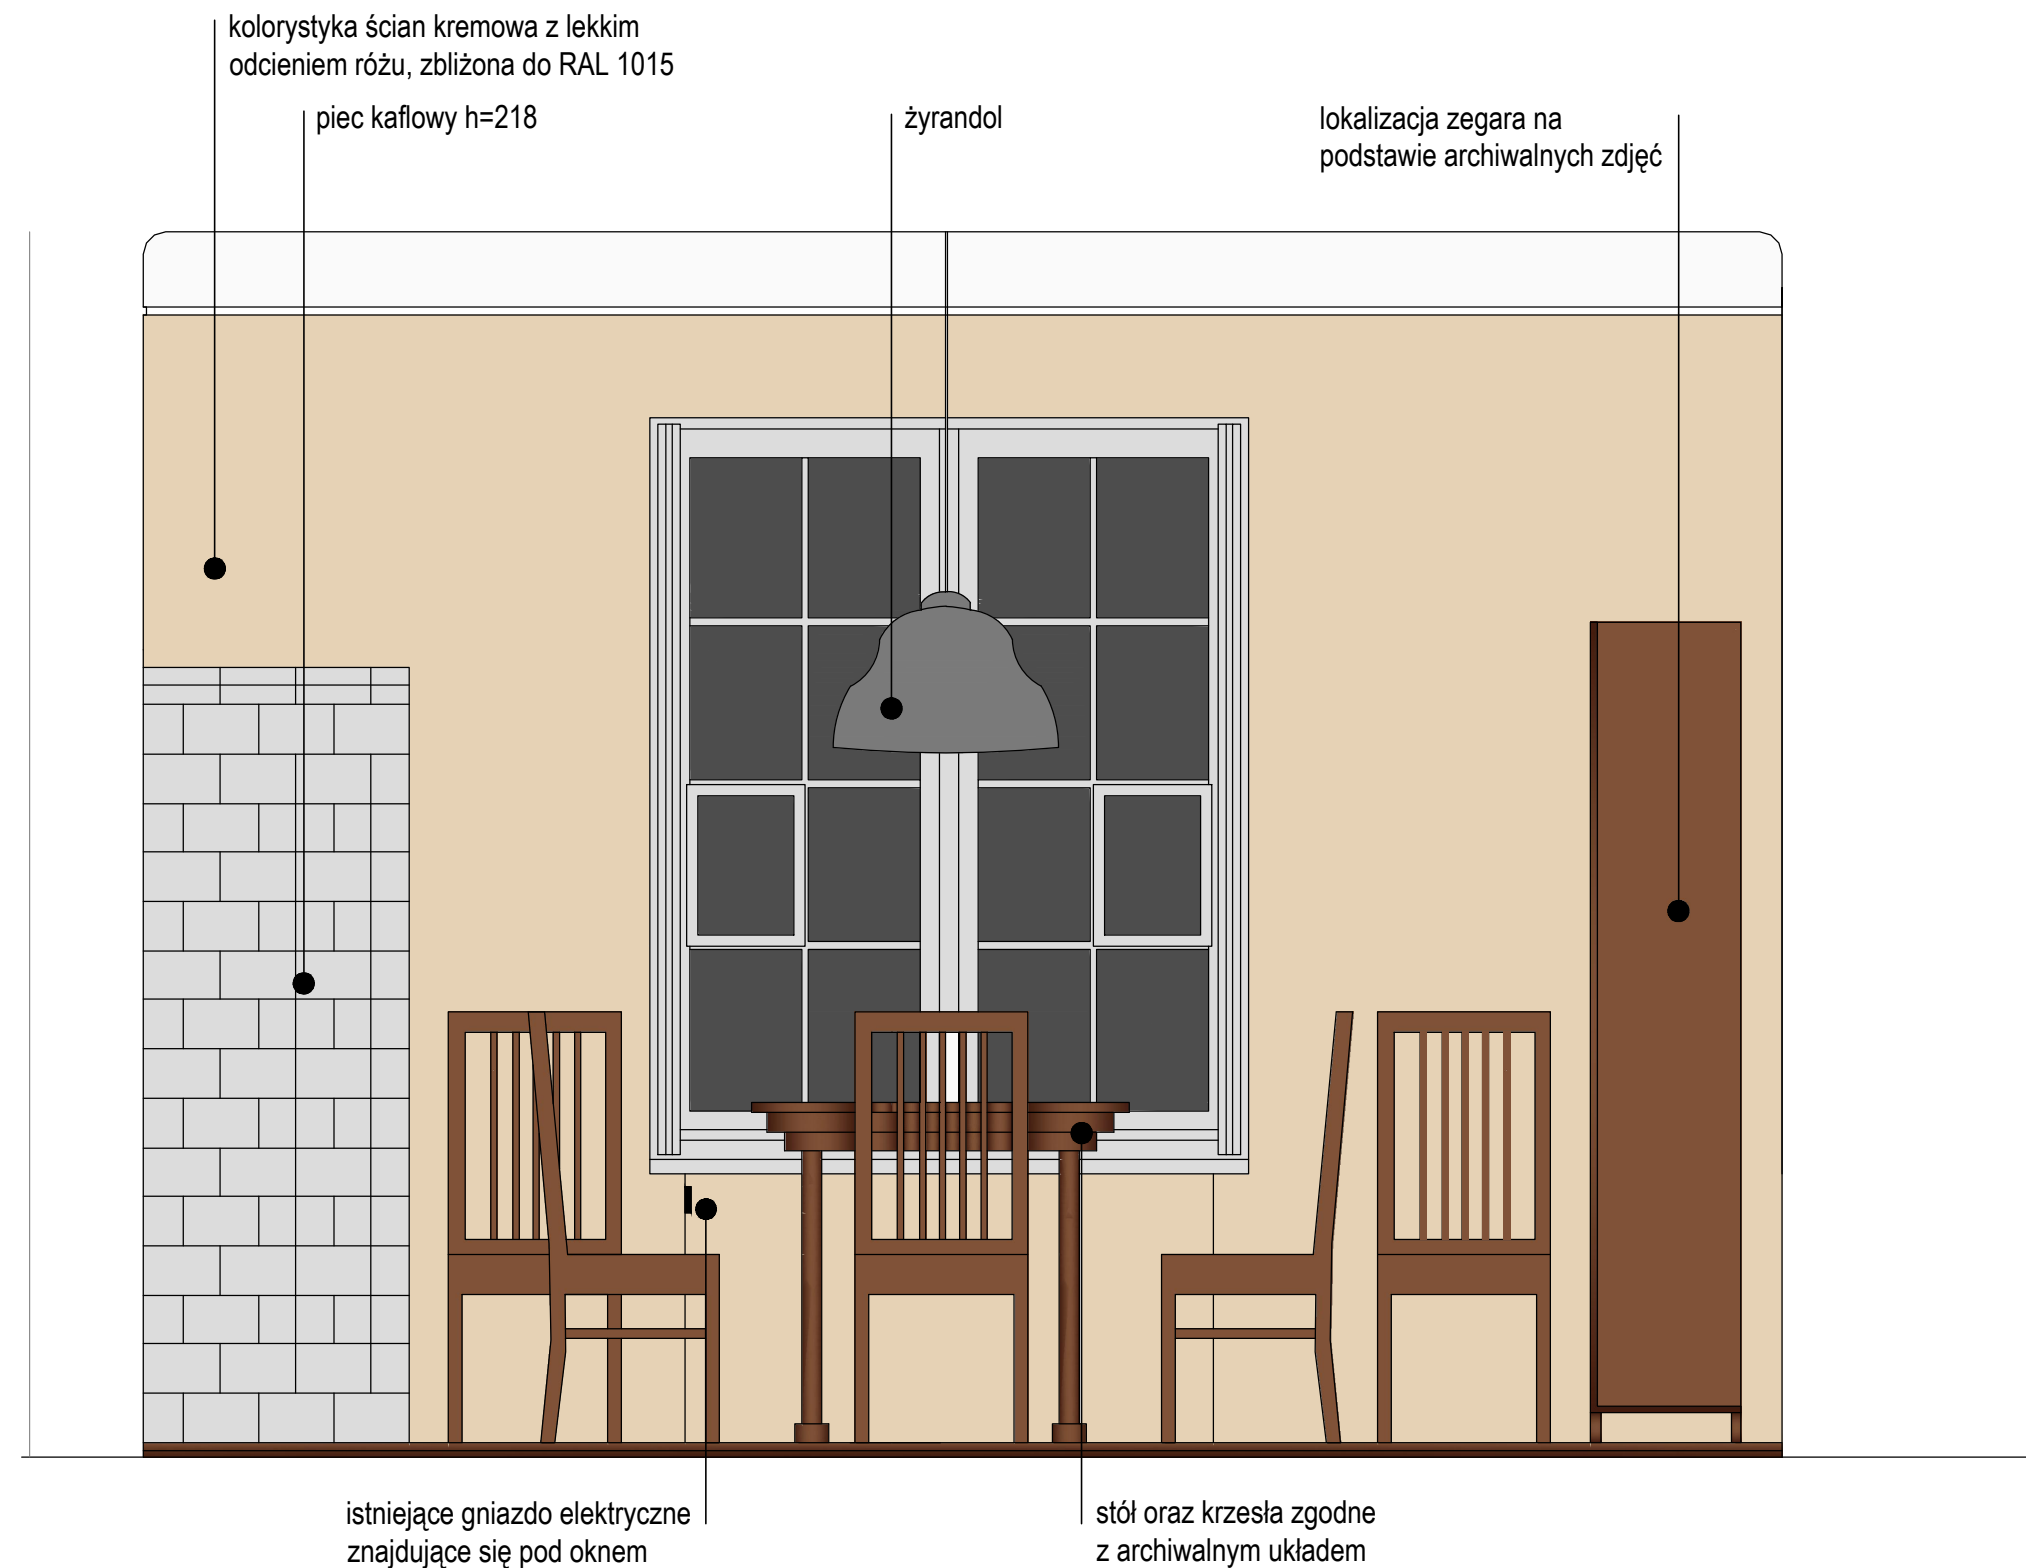 kolorystyka ścian kremowa z lekkim
odcieniem różu, zbliżona do RAL 1015
piec kaflowy h=218
żyrandol
lokalizacja zegara na
podstawie archiwalnych zdjęć
istniejące gniazdo elektryczne
znajdujące się pod oknem
stół oraz krzesła zgodne
z archiwalnym układem